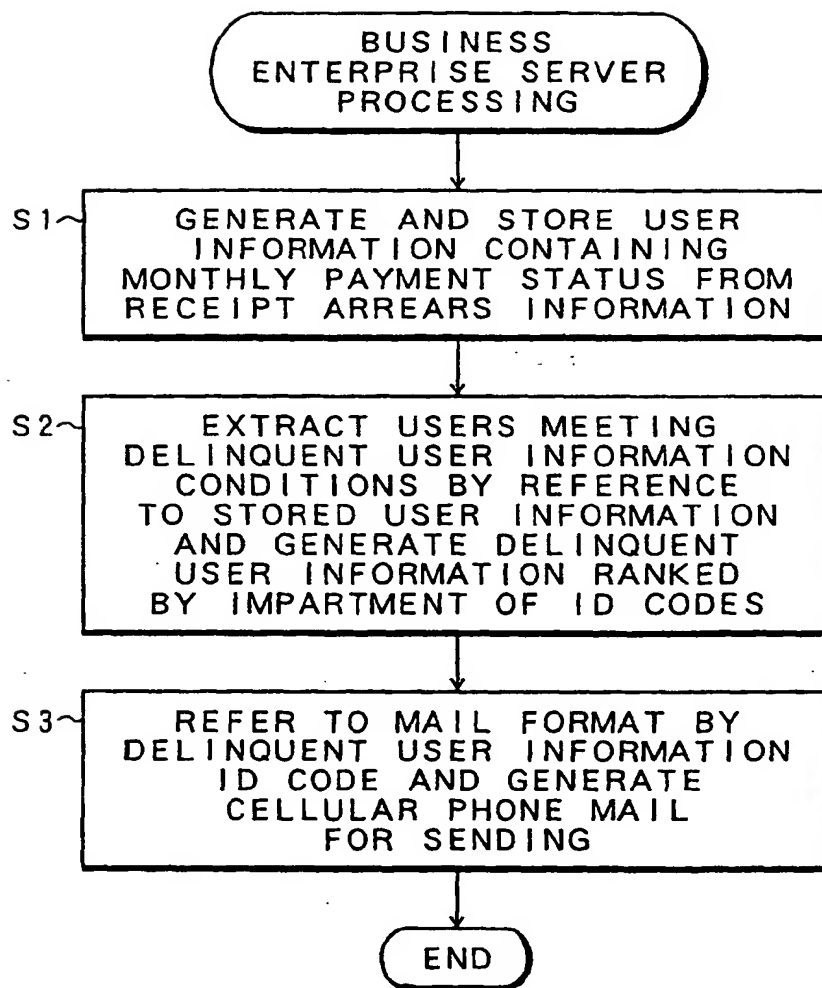 BUSINESS
ENTERPRISE SERVER
PROCESSING
S1
GENERATE AND STORE USER
INFORMATION CONTAINING
MONTHLY PAYMENT STATUS FROM
RECEIPT ARREARS INFORMATION
S2
EXTRACT USERS MEETING
DELINQUENT USER INFORMATION
CONDITIONS BY REFERENCE
TO STORED USER INFORMATION
AND GENERATE DELINQUENT
USER INFORMATION RANKED
BY IMPARTMENT OF ID CODES
S3
REFER TO MAIL FORMAT BY
DELINQUENT USER INFORMATION
ID CODE AND GENERATE
CELLULAR PHONE MAIL
FOR SENDING
END